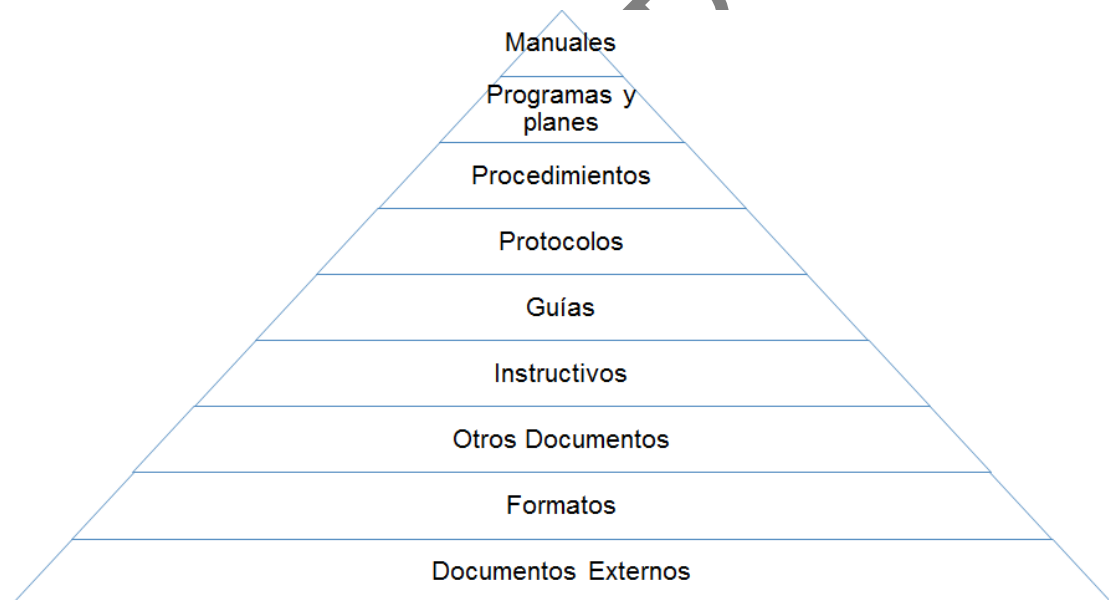 Manuales
Programas y
planes
Procedimientos
Protocolos
Guías
Instructivos
Otros Documentos
Formatos
Documentos Externos